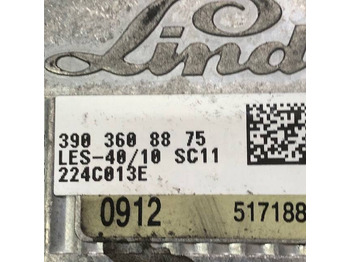 Lind
390 360 88 75
LES-40/10 SC11
224C013E
0912 517188